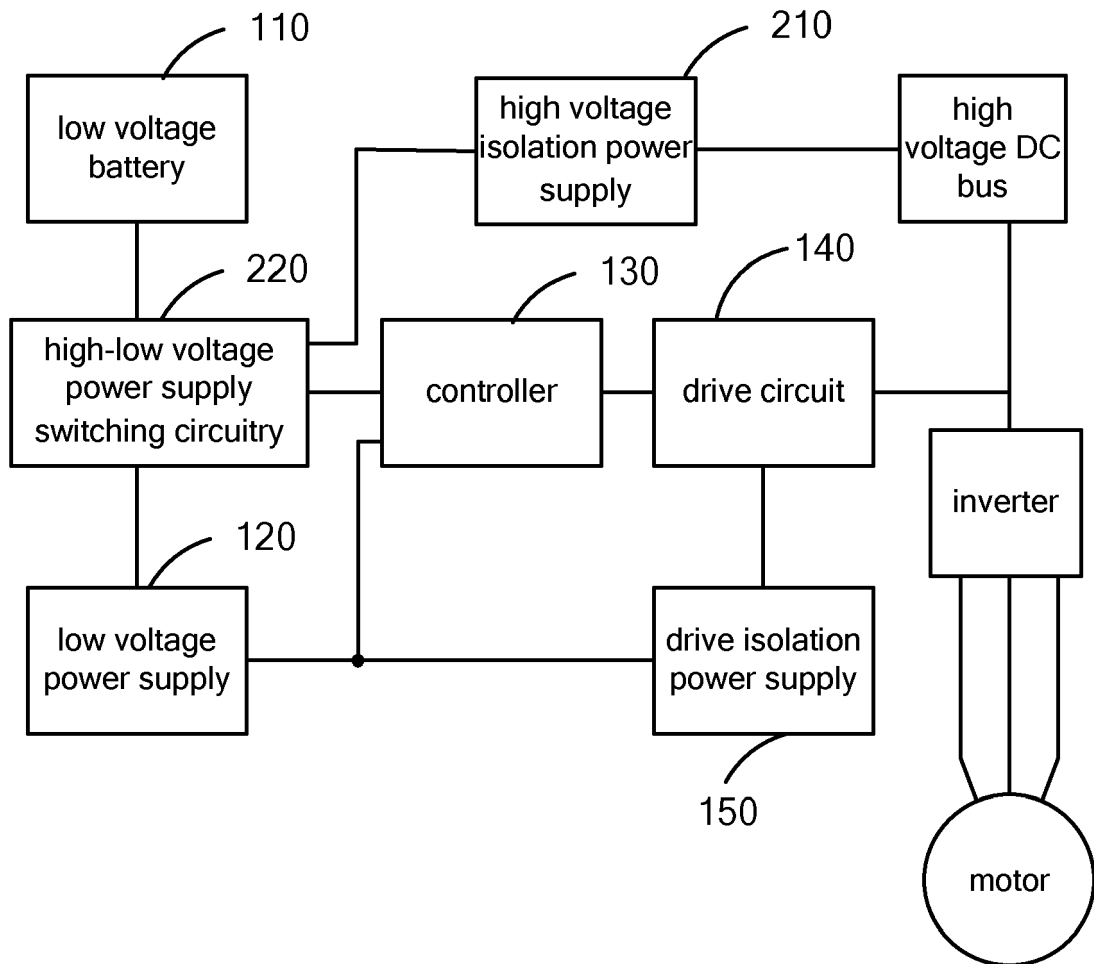 110
210
low voltage
battery
high voltage
isolation power
supply
high
voltage DC
bus
220
130
140
high-low voltage
power supply
switching circuitry
controller
drive circuit
inverter
120
low voltage
power supply
drive isolation
power supply
150
motor